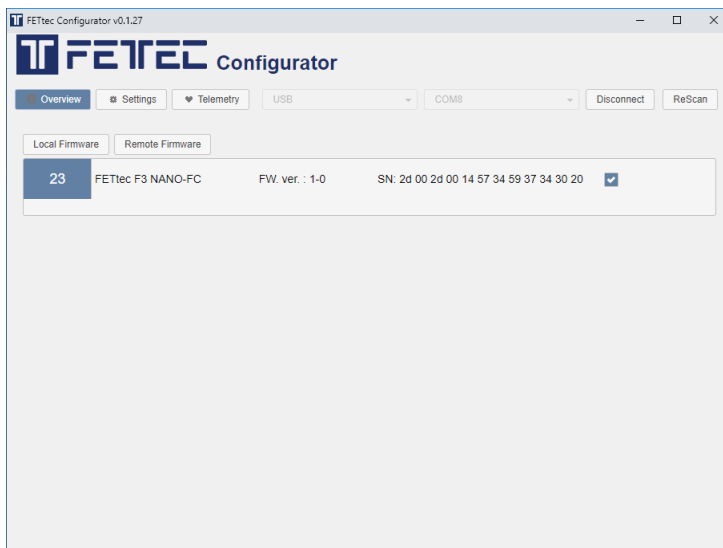 FETtec Configurator v0.1.27
FETEC Configurator
Overview Settings Telemetry USB COM8 Disconnect ReScan
Local Firmware Remote Firmware
23 FETtec F3 NANO-FC FW. ver. : 1-0 SN: 2d 00 2d 00 14 57 34 59 37 34 30 20